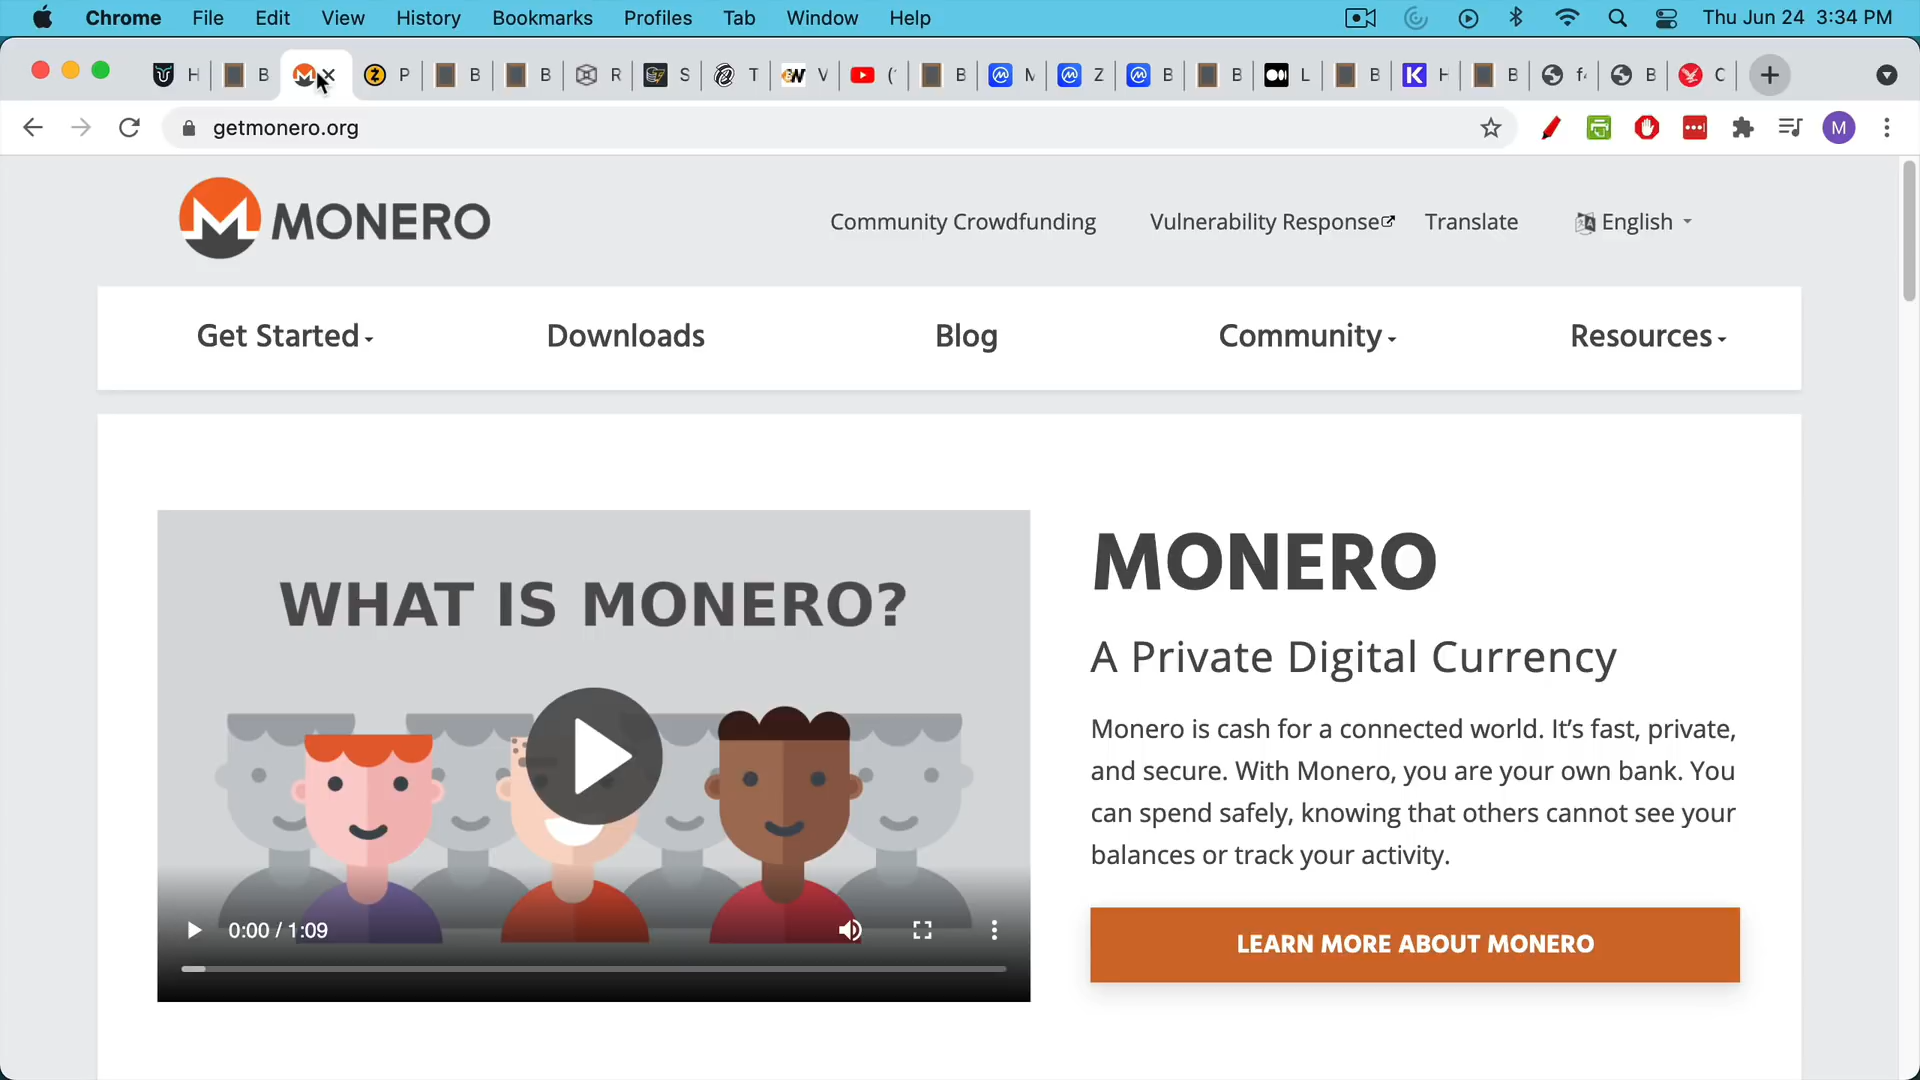 Chrome File Edit View History Bookmarks Profiles Tab Window Help Thu Jun 24 3:34 PM
H B P B B R S T V B M Z B B L B H B B C
getmonero.org
M
MONERO
Community Crowdfunding Vulnerability Response Translate English
Get Started Downloads Blog Community Resources
WHAT IS MONERO?
0:00 / 1:09
MONERO
A Private Digital Currency
Monero is cash for a connected world. It’s fast, private,
and secure. With Monero, you are your own bank. You
can spend safely, knowing that others cannot see your
balances or track your activity.
LEARN MORE ABOUT MONERO